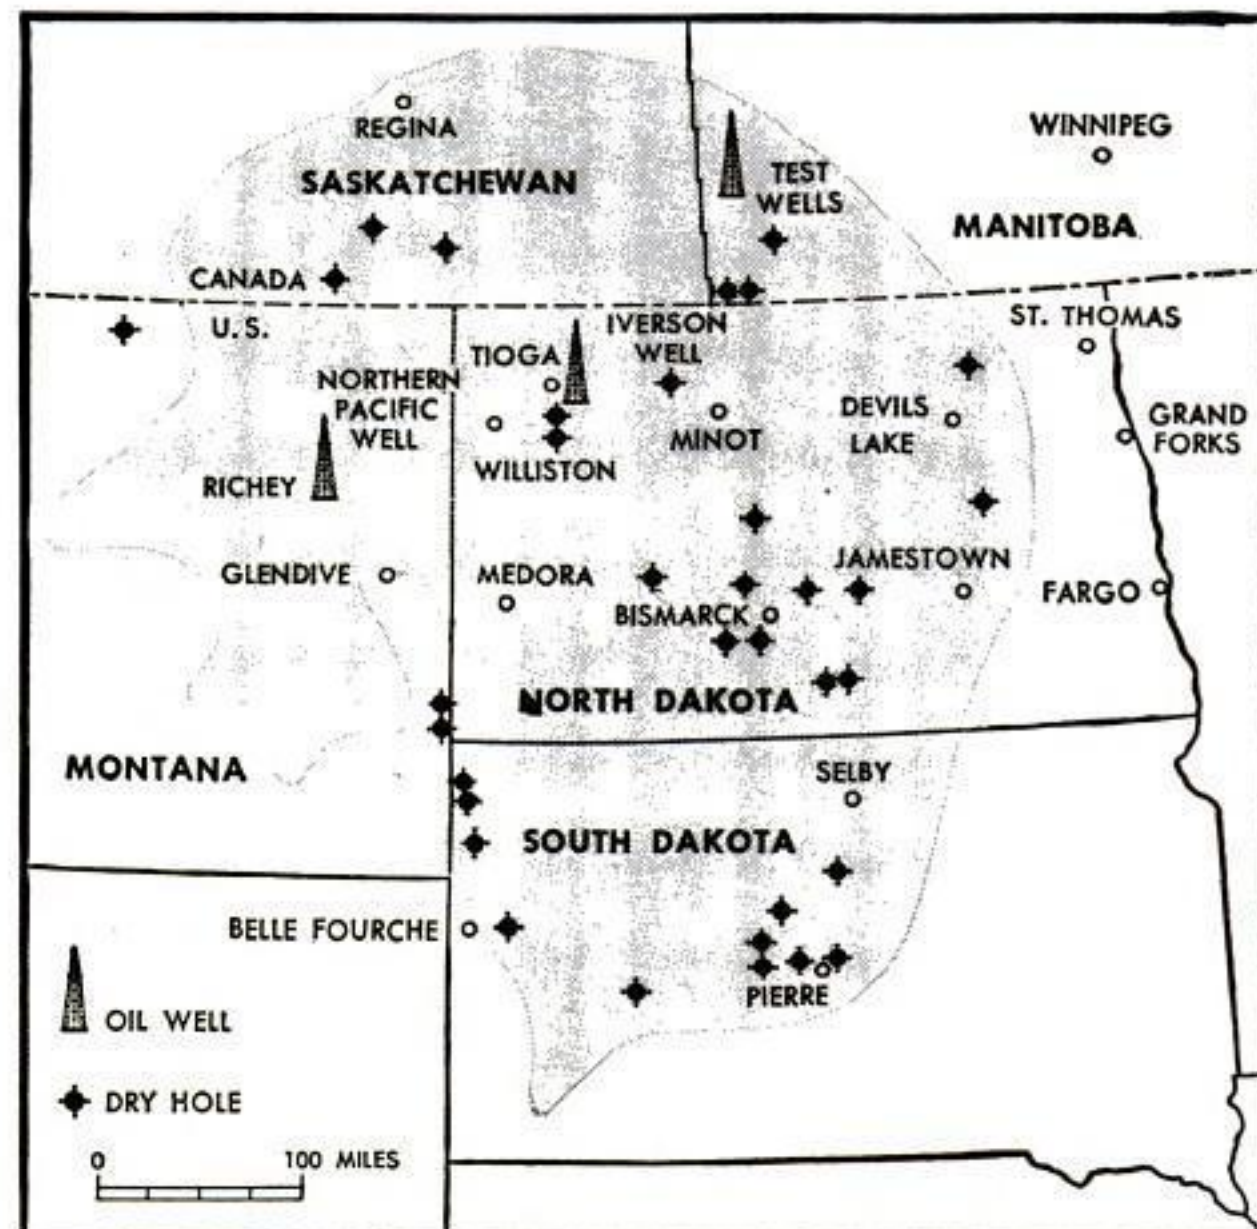 REGINA
SASKATCHEWAN
WINNIPEG
TEST
WELLS
MANITOBA
CANADA
U.S.
ST. THOMAS
IVERSON
WELL
TIOGA
NORTHERN
PACIFIC
WELL
RICHEY
WILLISTON
MINOT
DEVILS
LAKE
GRAND
FORKS
GLENDIVE
MEDORA
BISMARCK
JAMESTOWN
FARGO
NORTH DAKOTA
MONTANA
SELBY
SOUTH DAKOTA
BELLE FOURCHE
PIERRE
OIL WELL
DRY HOLE
0 100 MILES